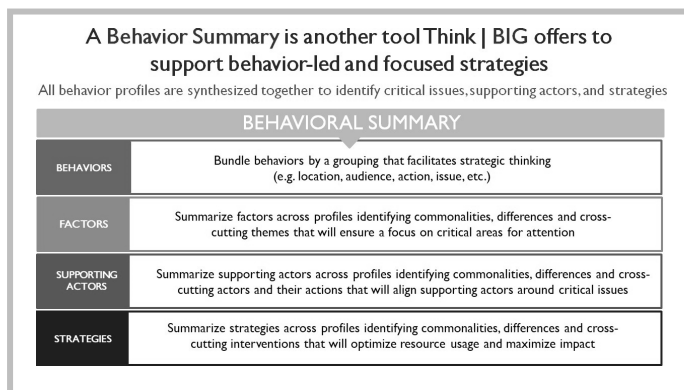 A Behavior Summary is another tool Think | BIG offers to
support behavior-led and focused strategies
All behavior profiles are synthesized together to identify critical issues, supporting actors, and strategies
BEHAVIORAL SUMMARY
BEHAVIORS
Bundle behaviors by a grouping that facilitates strategic thinking
(e.g. location, audience, action, issue, etc.)
FACTORS
Summarize factors across profiles identifying commonalities, differences and cross-
cutting themes that will ensure a focus on critical areas for attention
SUPPORTING
ACTORS
Summarize supporting actors across profiles identifying commonalities, differences and cross-
cutting actors and their actions that will align supporting actors around critical issues
STRATEGIES
Summarize strategies across profiles identifying commonalities, differences and cross-
cutting interventions that will optimize resource usage and maximize impact